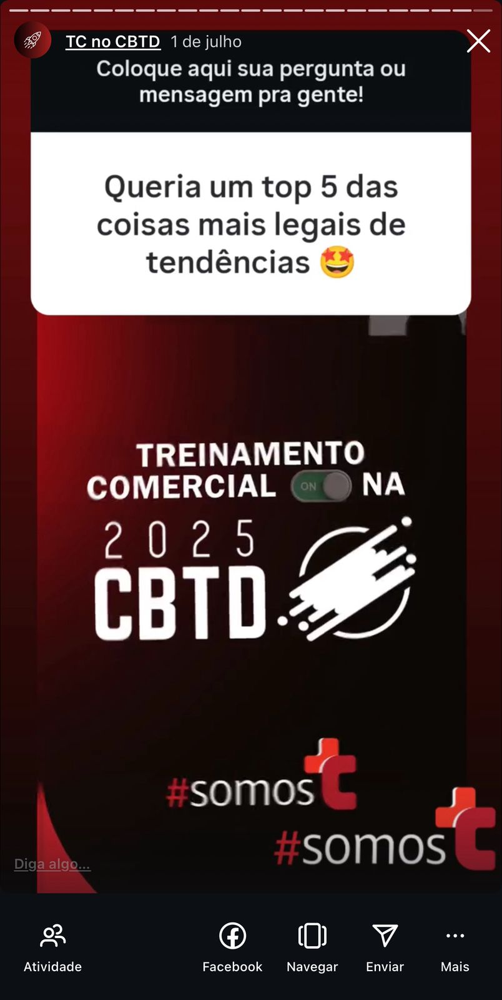 TC no CBTD 1 de julho
Coloque aqui sua pergunta ou
mensagem pra gente!
Queria um top 5 das
coisas mais legais de
tendências 🤩
TREINAMENTO
COMERCIAL ON NA
2025
CBTD
#somos tc
#somos tc
Diga algo...
Atividade
Facebook
Navegar
Enviar
Mais